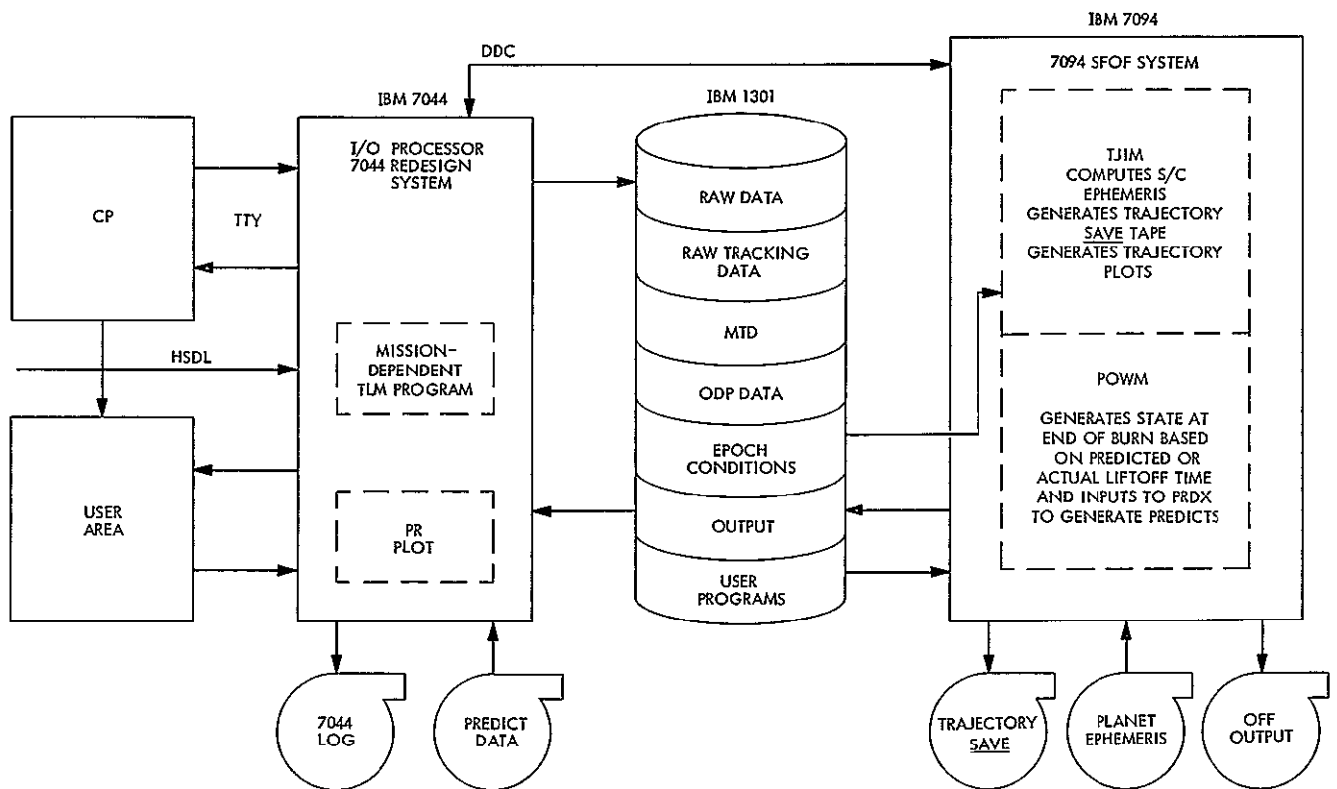 IBM 7094
DDC
7094 SFOF SYSTEM
IBM 7044
IBM 1301
I/O PROCESSOR
7044 REDESIGN
SYSTEM
CP
TTY
HSDL
USER
AREA
MISSION-
DEPENDENT
TLM PROGRAM
PR
PLOT
RAW DATA
RAW TRACKING
DATA
MTD
ODP DATA
EPOCH
CONDITIONS
OUTPUT
USER
PROGRAMS
TJIM
COMPUTES S/C
EPHEMERIS
GENERATES TRAJECTORY
SAVE TAPE
GENERATES TRAJECTORY
PLOTS
POWM
GENERATES STATE AT
END OF BURN BASED
ON PREDICTED OR
ACTUAL LIFTOFF TIME
AND INPUTS TO PRDX
TO GENERATE PREDICTS
7044
LOG
PREDICT
DATA
TRAJECTORY
SAVE
PLANET
EPHEMERIS
OFF
OUTPUT